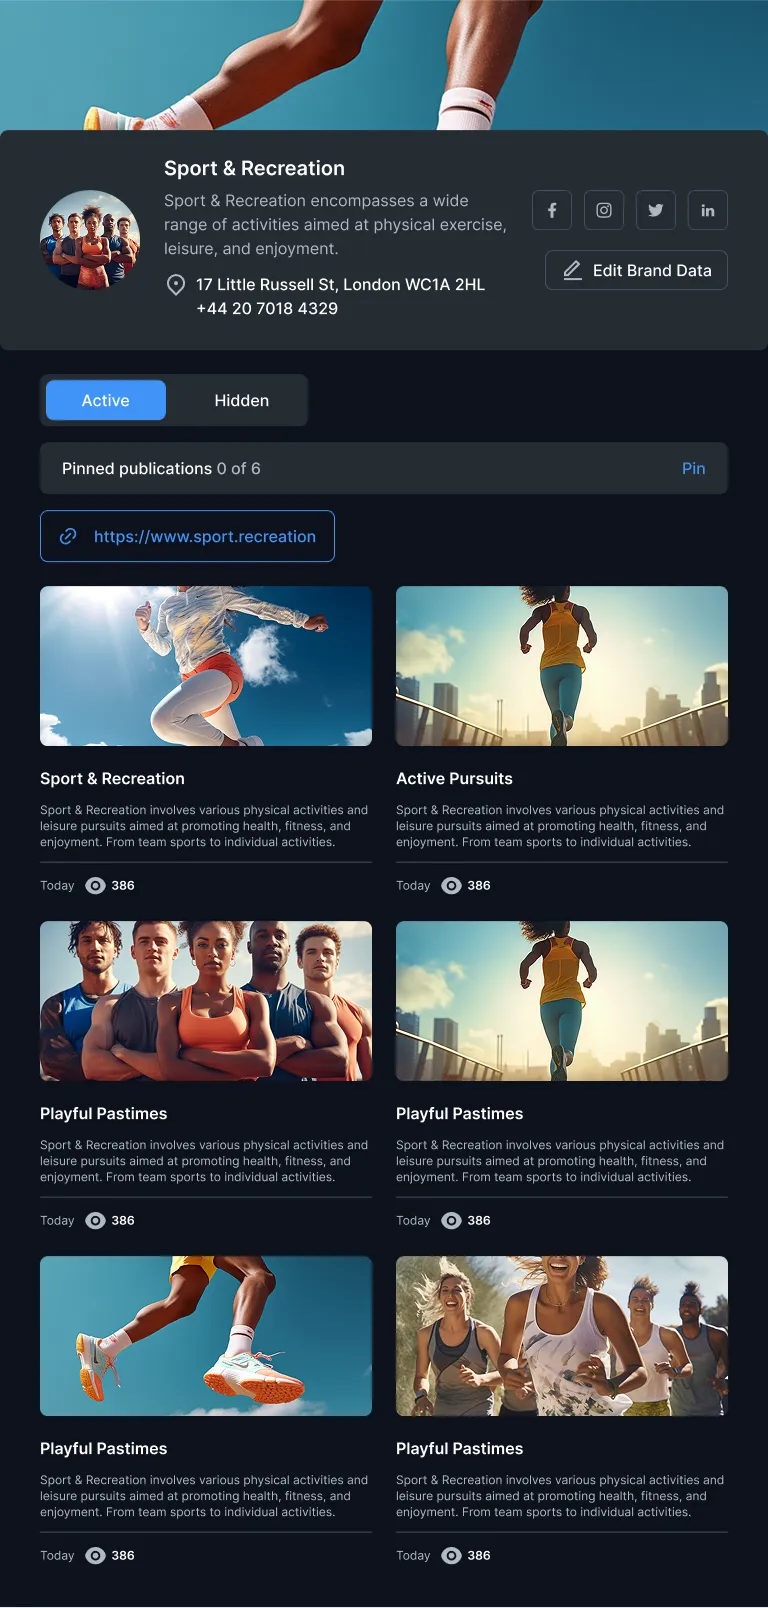 Sport & Recreation
Sport & Recreation encompasses a wide
range of activities aimed at physical exercise,
leisure, and enjoyment.
17 Little Russell St, London WC1A 2HL
+44 20 7018 4329
Edit Brand Data
Active
Hidden
Pinned publications 0 of 6
Pin
https://www.sport.recreation
Sport & Recreation
Sport & Recreation involves various physical activities and
leisure pursuits aimed at promoting health, fitness, and
enjoyment. From team sports to individual activities.
Today 386
Active Pursuits
Sport & Recreation involves various physical activities and
leisure pursuits aimed at promoting health, fitness, and
enjoyment. From team sports to individual activities.
Today 386
Playful Pastimes
Sport & Recreation involves various physical activities and
leisure pursuits aimed at promoting health, fitness, and
enjoyment. From team sports to individual activities.
Today 386
Playful Pastimes
Sport & Recreation involves various physical activities and
leisure pursuits aimed at promoting health, fitness, and
enjoyment. From team sports to individual activities.
Today 386
Playful Pastimes
Sport & Recreation involves various physical activities and
leisure pursuits aimed at promoting health, fitness, and
enjoyment. From team sports to individual activities.
Today 386
Playful Pastimes
Sport & Recreation involves various physical activities and
leisure pursuits aimed at promoting health, fitness, and
enjoyment. From team sports to individual activities.
Today 386